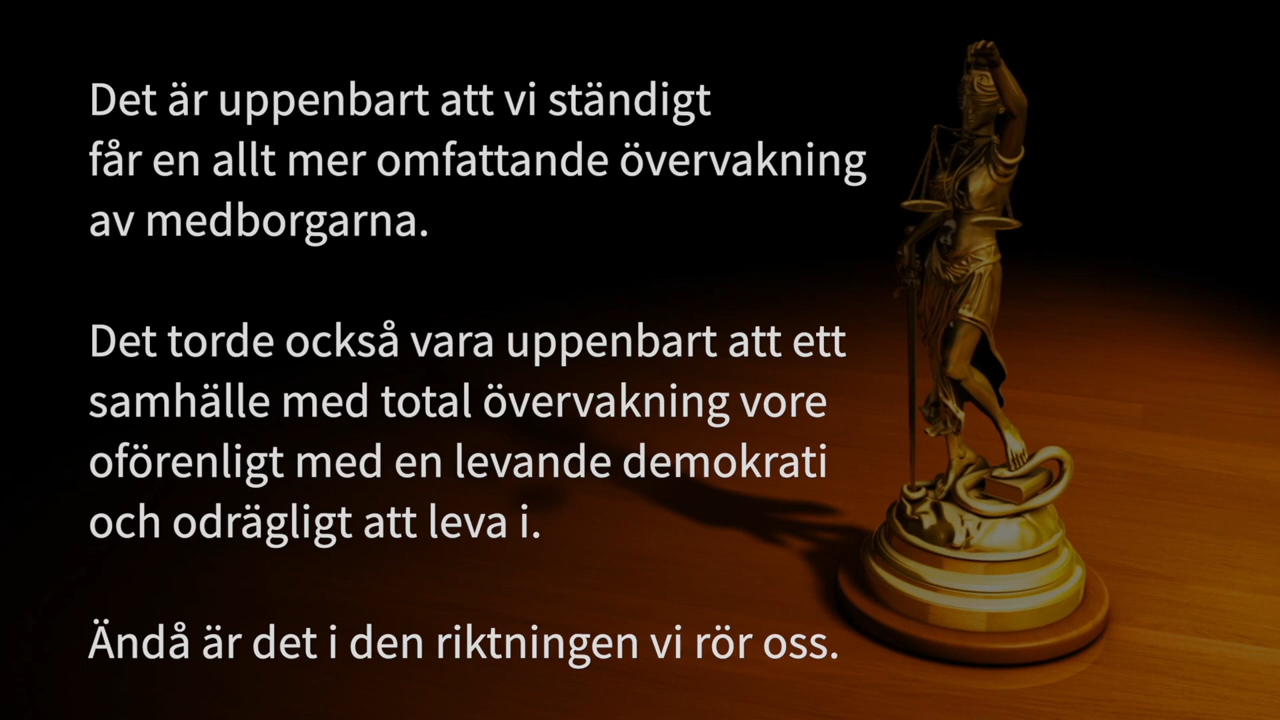 Det är uppenbart att vi ständigt
får en allt mer omfattande övervakning
av medborgarna.
Det torde också vara uppenbart att ett
samhälle med total övervakning vore
oförenligt med en levande demokrati
och odrägligt att leva i.
Ändå är det i den riktningen vi rör oss.